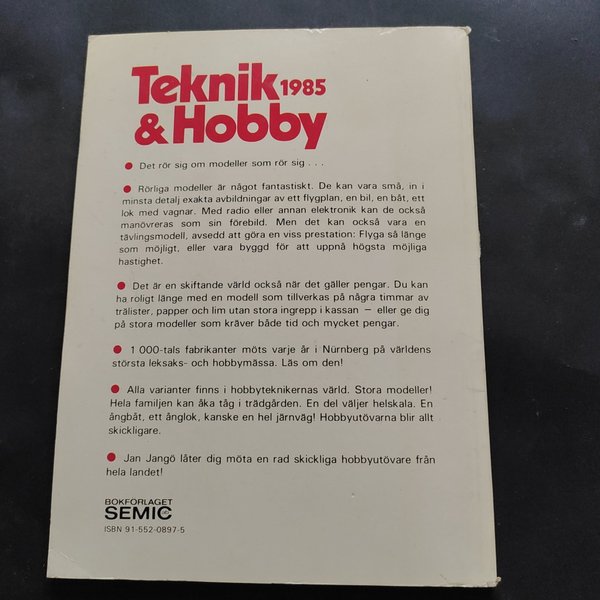 Teknik 1985
& Hobby
● Det rör sig om modeller som rör sig . . .
● Rörliga modeller är något fantastiskt. De kan vara små, in i
minsta detalj exakta avbildningar av ett flygplan, en bil, en båt, ett
lok med vagnar. Med radio eller annan elektronik kan de också
manövreras som sin förebild. Men det kan också vara en
tävlingsmodell, avsedd att göra en viss prestation: Flyga så länge
som möjligt, eller vara byggd för att uppnå högsta möjliga
hastighet.
● Det är en skiftande värld också när det gäller pengar. Du kan
ha roligt länge med en modell som tillverkas på några timmar av
trälister, papper och lim utan stora ingrepp i kassan — eller ge dig
på stora modeller som kräver både tid och mycket pengar.
● 1 000-tals fabrikanter möts varje år i Nürnberg på världens
största leksaks- och hobbymässa. Läs om den!
● Alla varianter finns i hobbyteknikernas värld. Stora modeller!
Hela familjen kan åka tåg i trädgården. En del väljer helskala. En
ångbåt, ett ånglok, kanske en hel järnväg! Hobbyutövarna blir allt
skickligare.
● Jan Jangö låter dig möta en rad skickliga hobbyutövare från
hela landet!
BOKFÖRLAGET
SEMIC
ISBN 91-552-0897-5